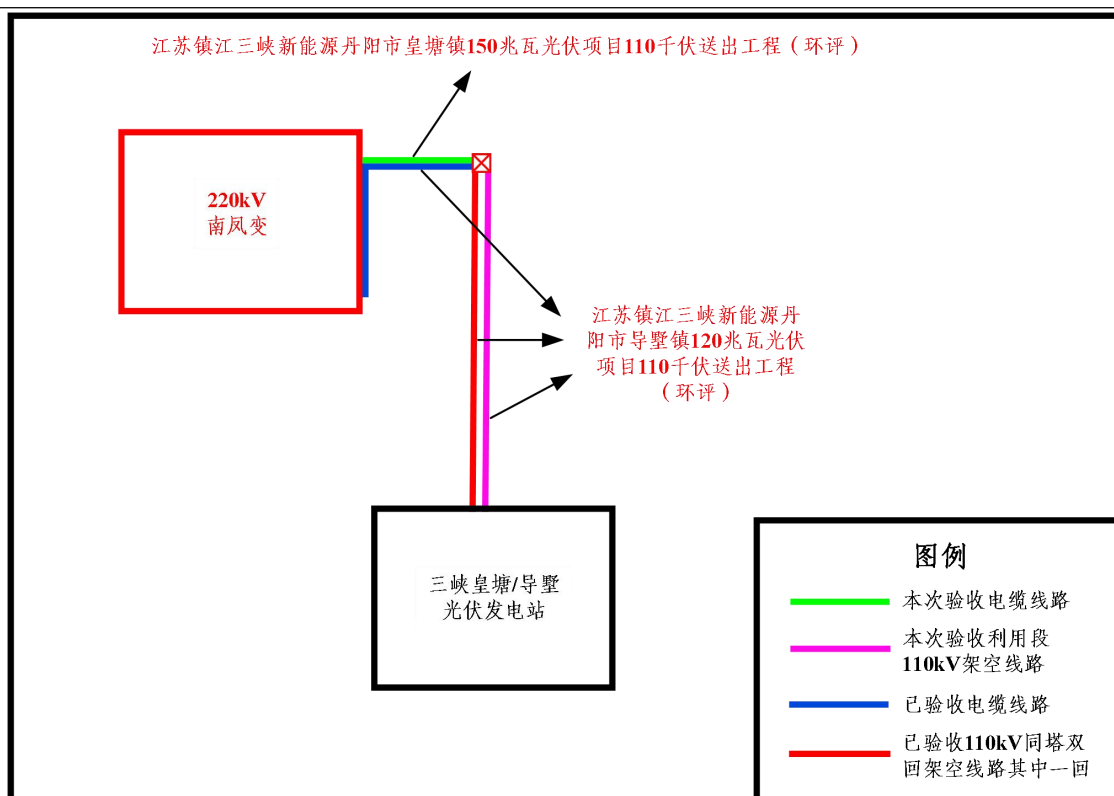 江苏镇江三峡新能源丹阳市皇塘镇150兆瓦光伏项目110千伏送出工程（环评）
220kV
南凤变
江苏镇江三峡新能源丹
阳市导墅镇120兆瓦光伏
项目110千伏送出工程
（环评）
三峡皇塘/导墅
光伏发电站
图例
本次验收电缆线路
本次验收利用段
110kV架空线路
已验收电缆线路
已验收110kV同塔双
回架空线路其中一回